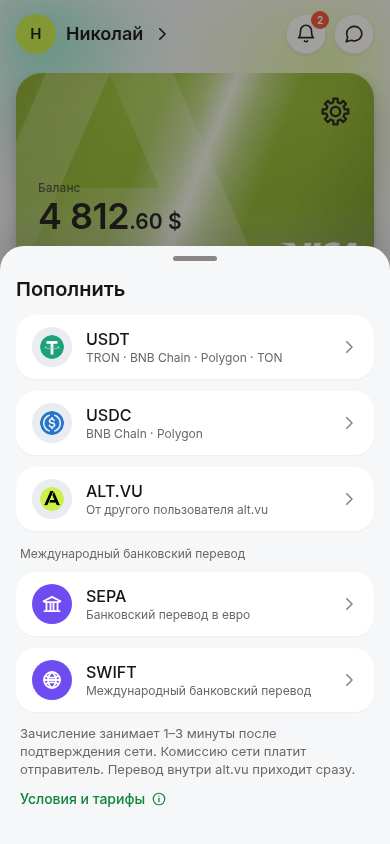 Н
Николай
2
Баланс
4 812.60 $
Пополнить
USDT
TRON · BNB Chain · Polygon · TON
USDC
BNB Chain · Polygon
ALT.VU
От другого пользователя alt.vu
Международный банковский перевод
SEPA
Банковский перевод в евро
SWIFT
Международный банковский перевод
Зачисление занимает 1–3 минуты после
подтверждения сети. Комиссию сети платит
отправитель. Перевод внутри alt.vu приходит сразу.
Условия и тарифы